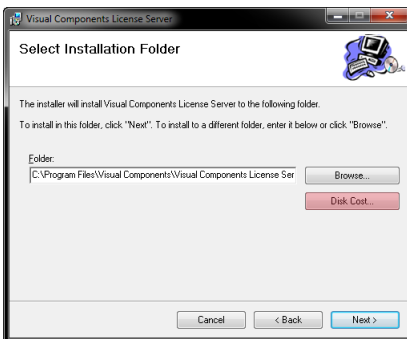 Visual Components License Server
Select Installation Folder
The installer will install Visual Components License Server to the following folder.
To install in this folder, click "Next". To install to a different folder, enter it below or click "Browse".
Folder:
C:\Program Files\Visual Components\Visual Components License Ser
Browse...
Disk Cost...
Cancel
< Back
Next >